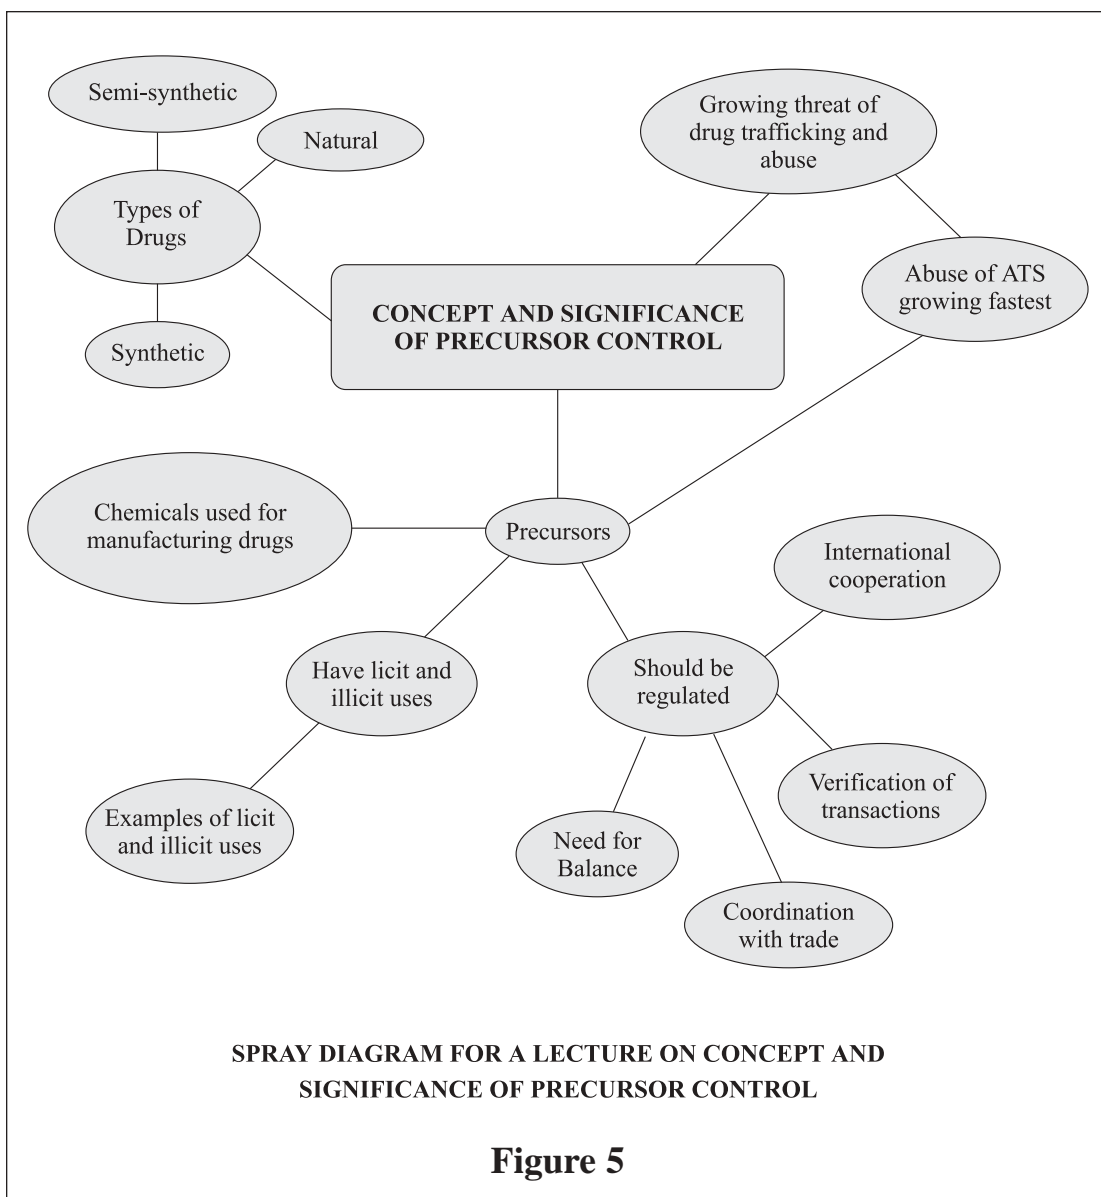 Semi-synthetic
Natural
Types of
Drugs
Synthetic
Growing threat of
drug trafficking and
abuse
Abuse of ATS
growing fastest
CONCEPT AND SIGNIFICANCE
OF PRECURSOR CONTROL
Chemicals used for
manufacturing drugs
Precursors
International
cooperation
Have licit and
illicit uses
Should be
regulated
Examples of licit
and illicit uses
Verification of
transactions
Need for
Balance
Coordination
with trade
SPRAY DIAGRAM FOR A LECTURE ON CONCEPT AND
SIGNIFICANCE OF PRECURSOR CONTROL
Figure 5